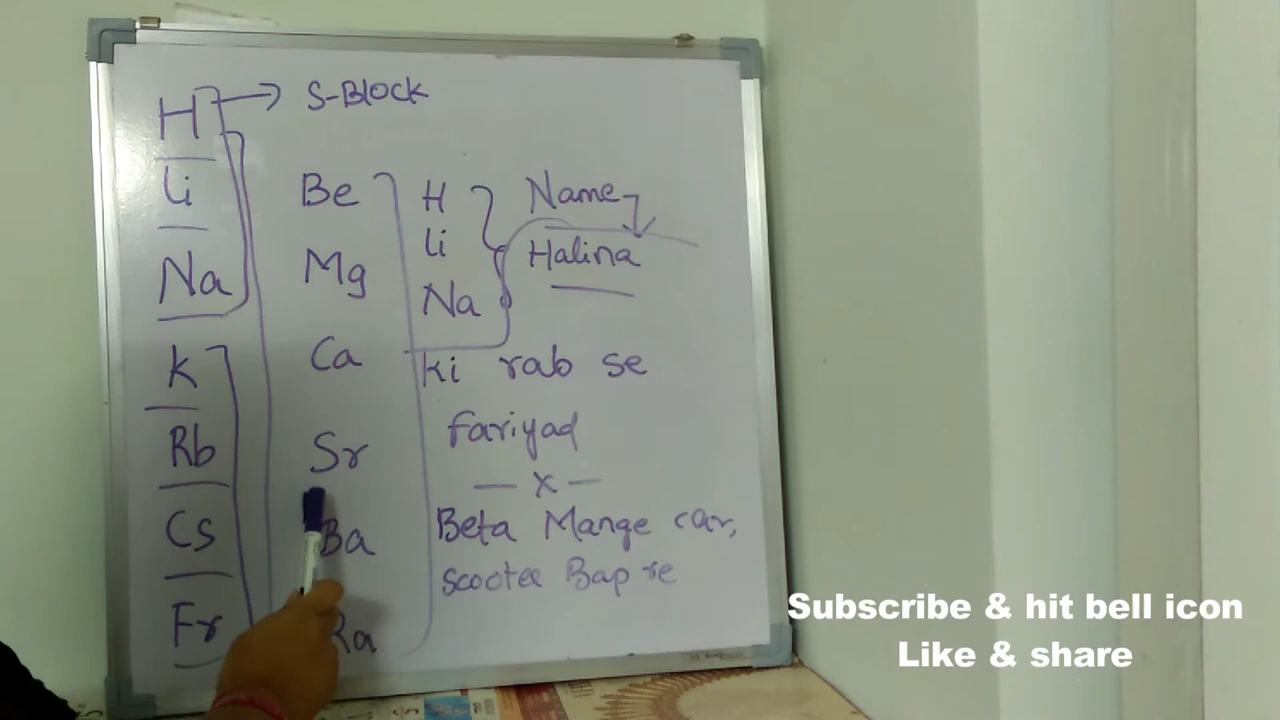 H → S-Block
Li
Na
K
Rb
Cs
Fr
Be
Mg
Ca
Sr
Ba
Ra
H
Li
Na
Name
Halina
ki rab se
fariyad
— x —
Beta Mange car,
scooter Bap re
Subscribe & hit bell icon
Like & share